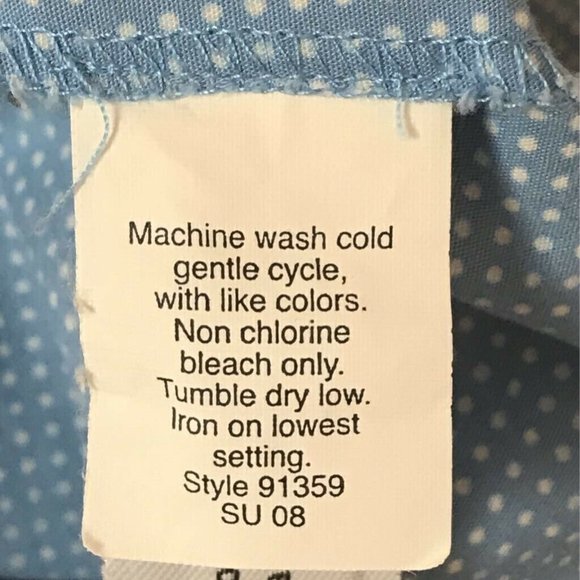 Machine wash cold
gentle cycle,
with like colors.
Non chlorine
bleach only.
Tumble dry low.
Iron on lowest
setting.
Style 91359
SU 08